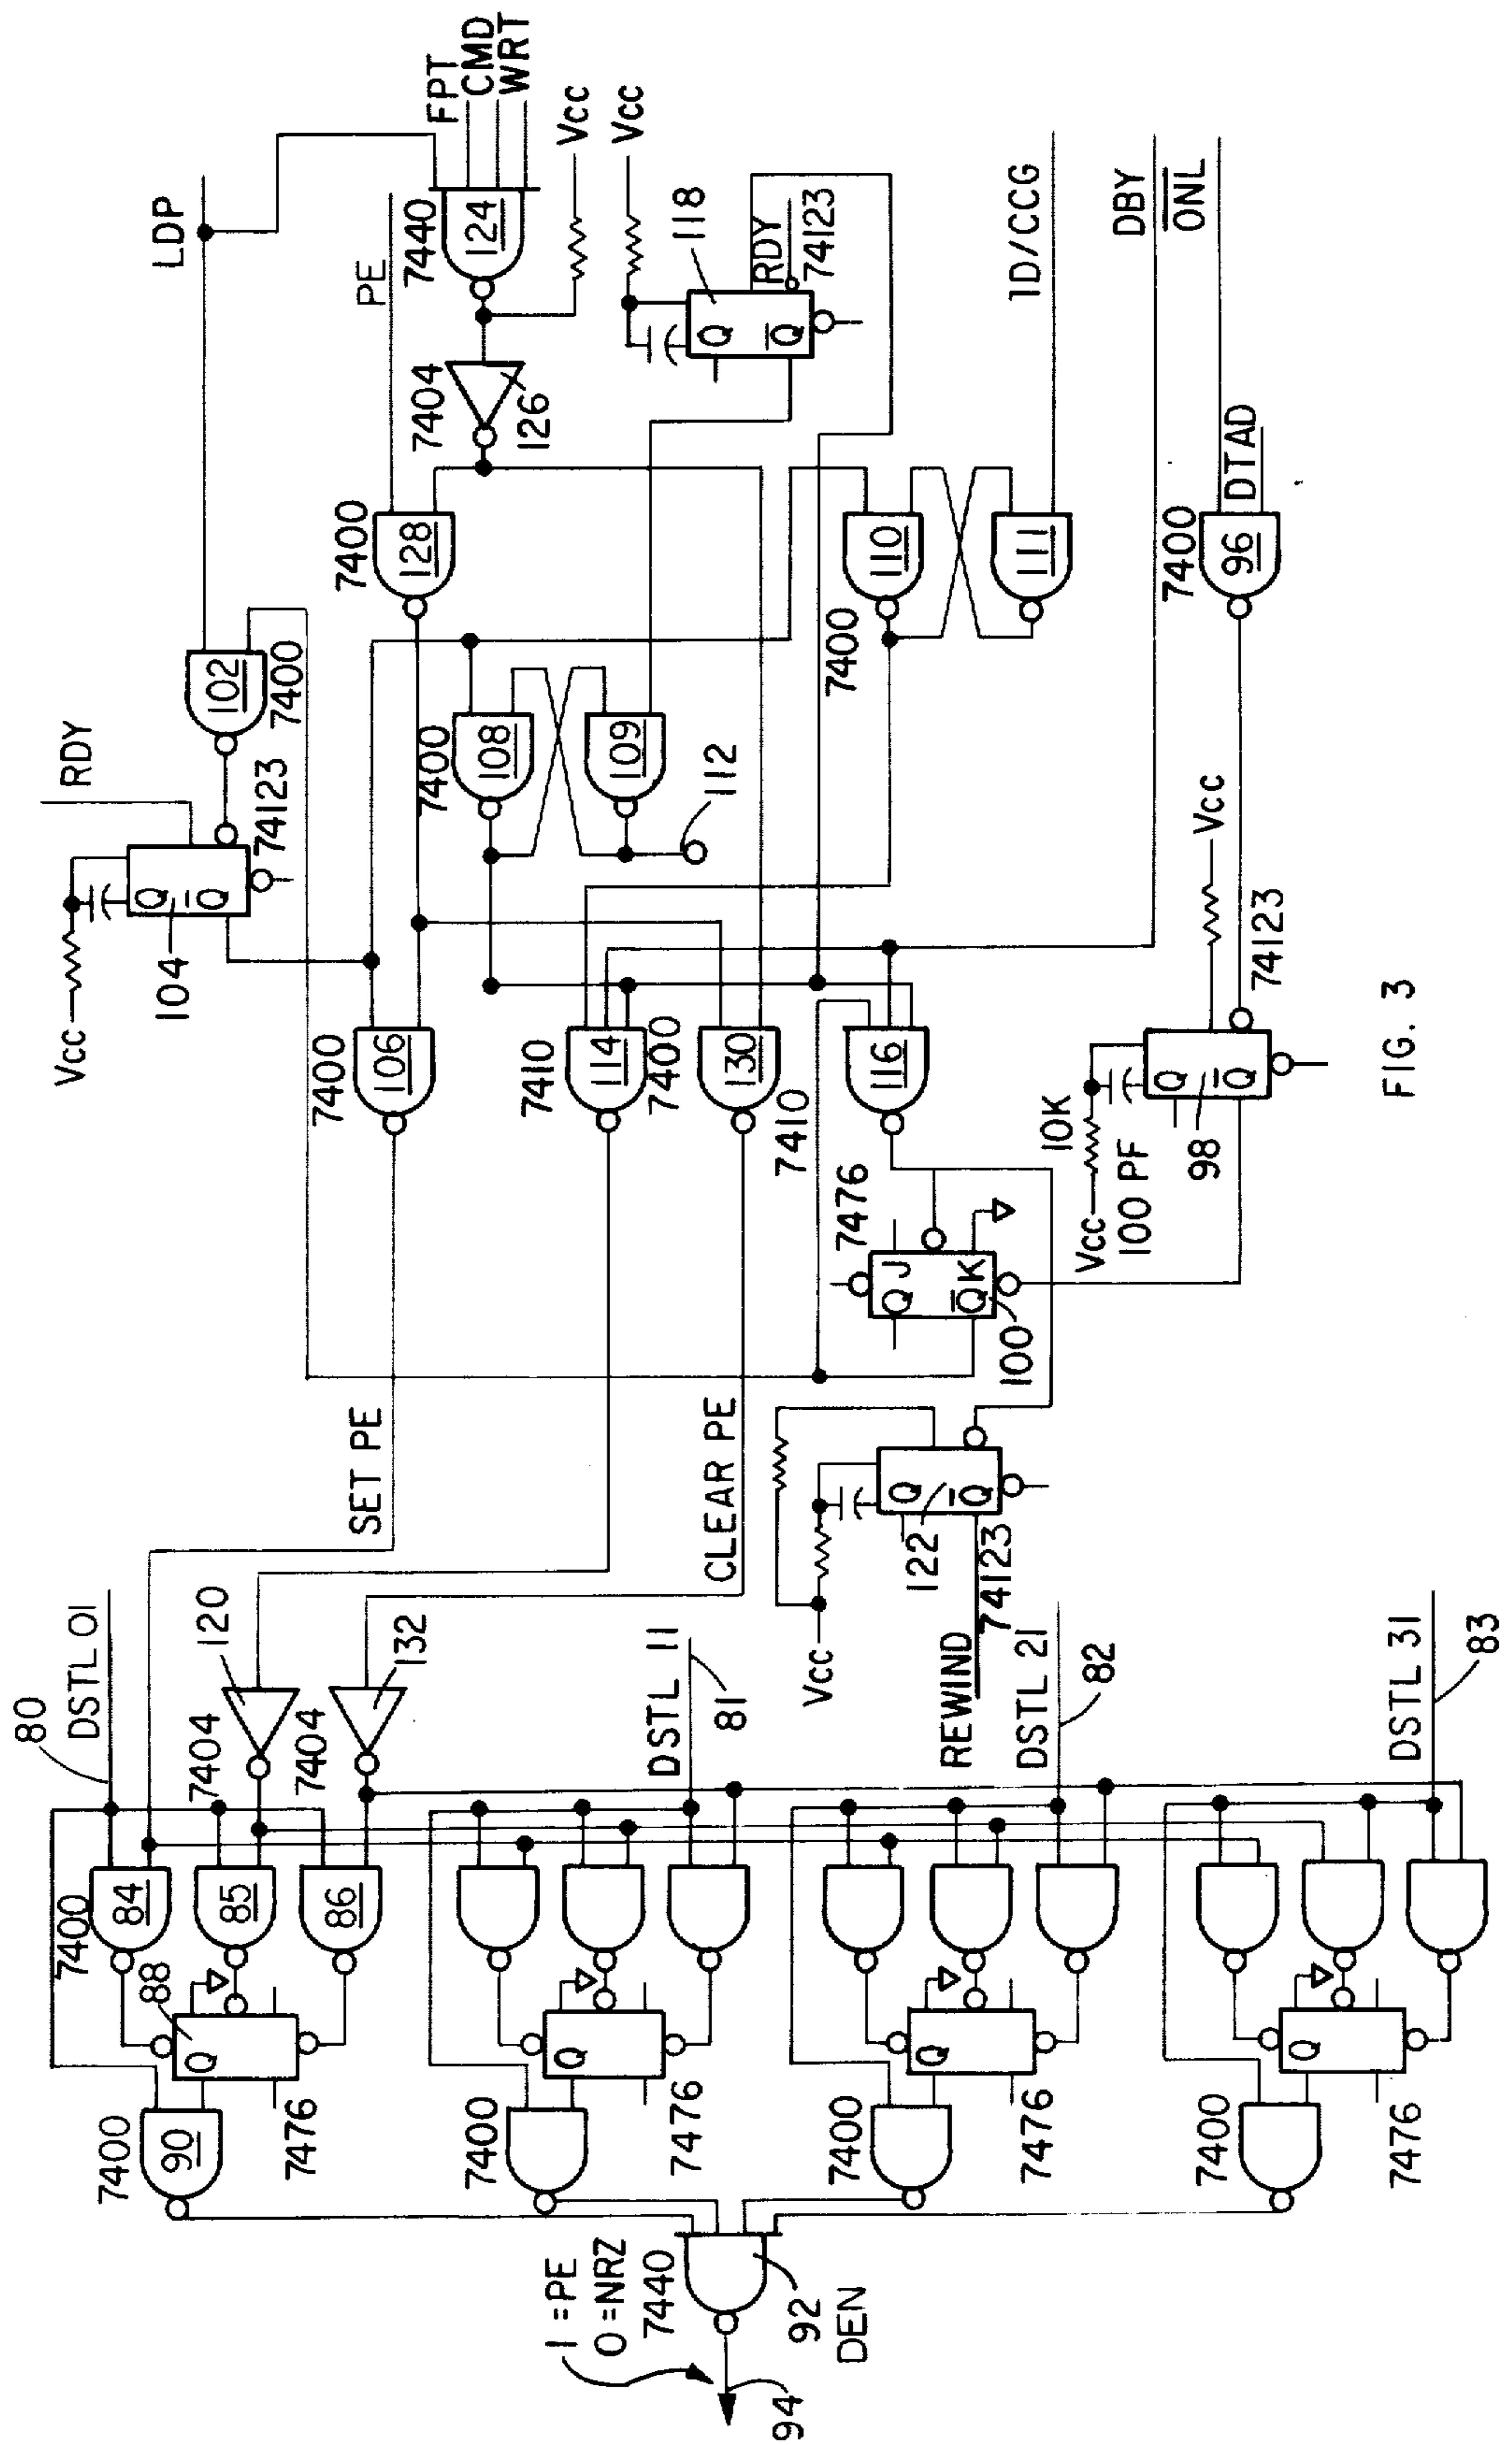 LDP
FPT
CMD
WRT
PE
7440
124
Vcc
Vcc
7404
126
118
RDY
74123
Q
Q
1D/CCG
DBY
ONL
DTAD
7400
96
7400
128
102
7400
RDY
74123
Vcc
104
Q
Q
7400
108
109
112
7400
110
111
7400
106
7410
114
7400
130
7410
116
Vcc
74123
10K
Vcc
100 PF
98
Q
Q
7476
J
Q
K
Q
100
FIG. 3
SET PE
CLEAR PE
Vcc
122
Q
Q
74123
REWIND
80
DSTL 01
120
7404
132
7404
DSTL 11
81
DSTL 21
82
DSTL 31
83
7400
84
85
86
88
Q
Q
Q
Q
7400
90
7476
7400
7476
7400
7476
7400
7476
1 = PE
0 = NRZ
7440
92
DEN
94